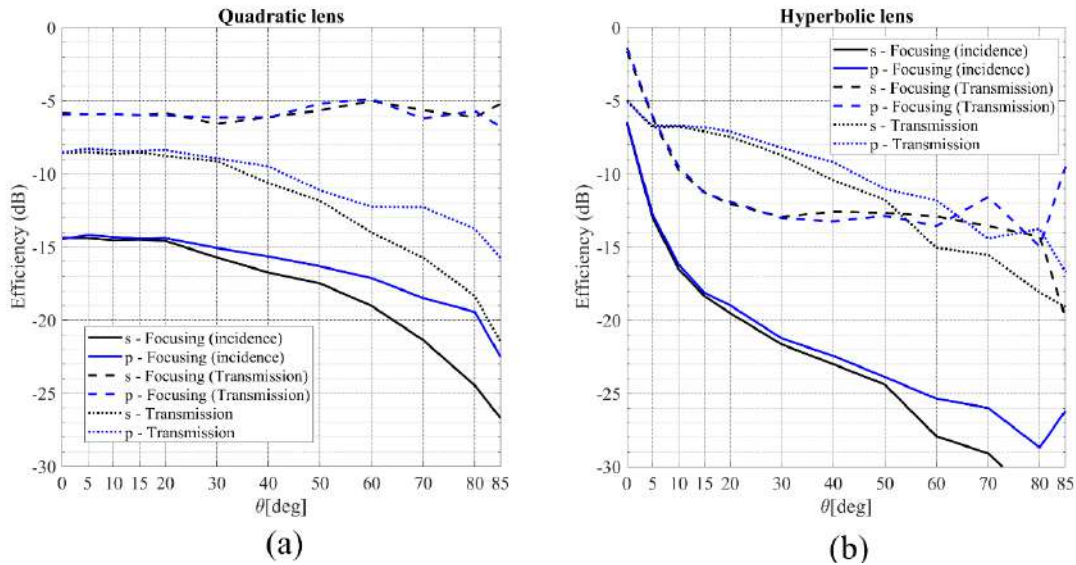 Quadratic lens
0
-5
-10
-15
-20
-25
-30
Efficiency (dB)
s - Focusing (incidence)
p - Focusing (incidence)
s - Focusing (Transmission)
p - Focusing (Transmission)
s - Transmission
p - Transmission
0 5 10 15 20 30 40 50 60 70 80 85
θ[deg]
(a)
Hyperbolic lens
0
-5
-10
-15
-20
-25
-30
Efficiency (dB)
s - Focusing (incidence)
p - Focusing (incidence)
s - Focusing (Transmission)
p - Focusing (Transmission)
s - Transmission
p - Transmission
0 5 10 15 20 30 40 50 60 70 80 85
θ[deg]
(b)